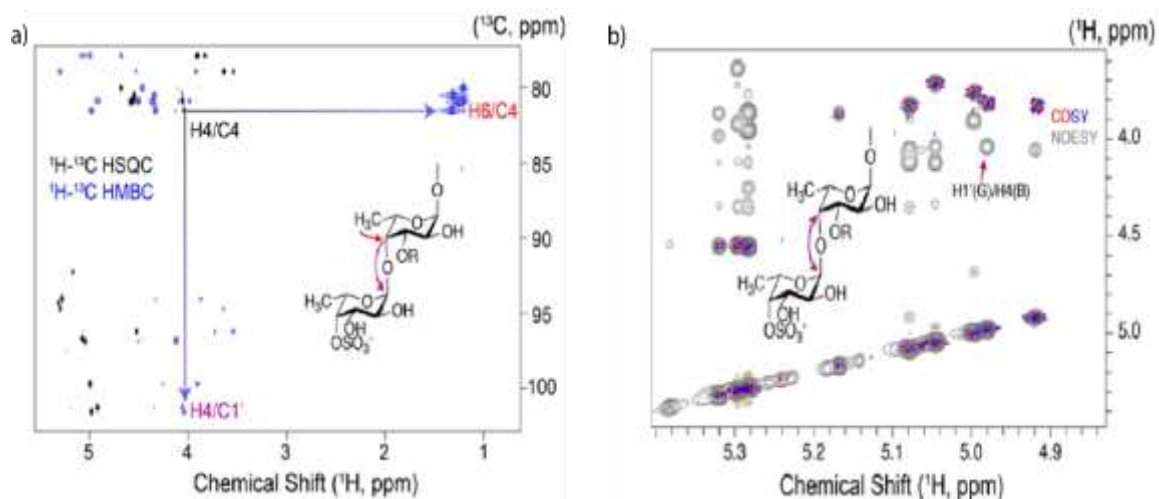 a)
(¹³C, ppm)
80
85
90
95
100
H4/C4
H6/C4
¹H-¹³C HSQC
¹H-¹³C HMBC
H4/C1'
O
O
H₃C
OH
OR
O
O
H₃C
OH
OH
OSO₃⁻
5 4 3 2 1
Chemical Shift (¹H, ppm)
b)
(¹H, ppm)
4.0
4.5
5.0
COSY
NOESY
H1'(G)/H4(B)
O
O
H₃C
OH
OR
O
O
H₃C
OH
OH
OSO₃⁻
5.3 5.2 5.1 5.0 4.9
Chemical Shift (¹H, ppm)